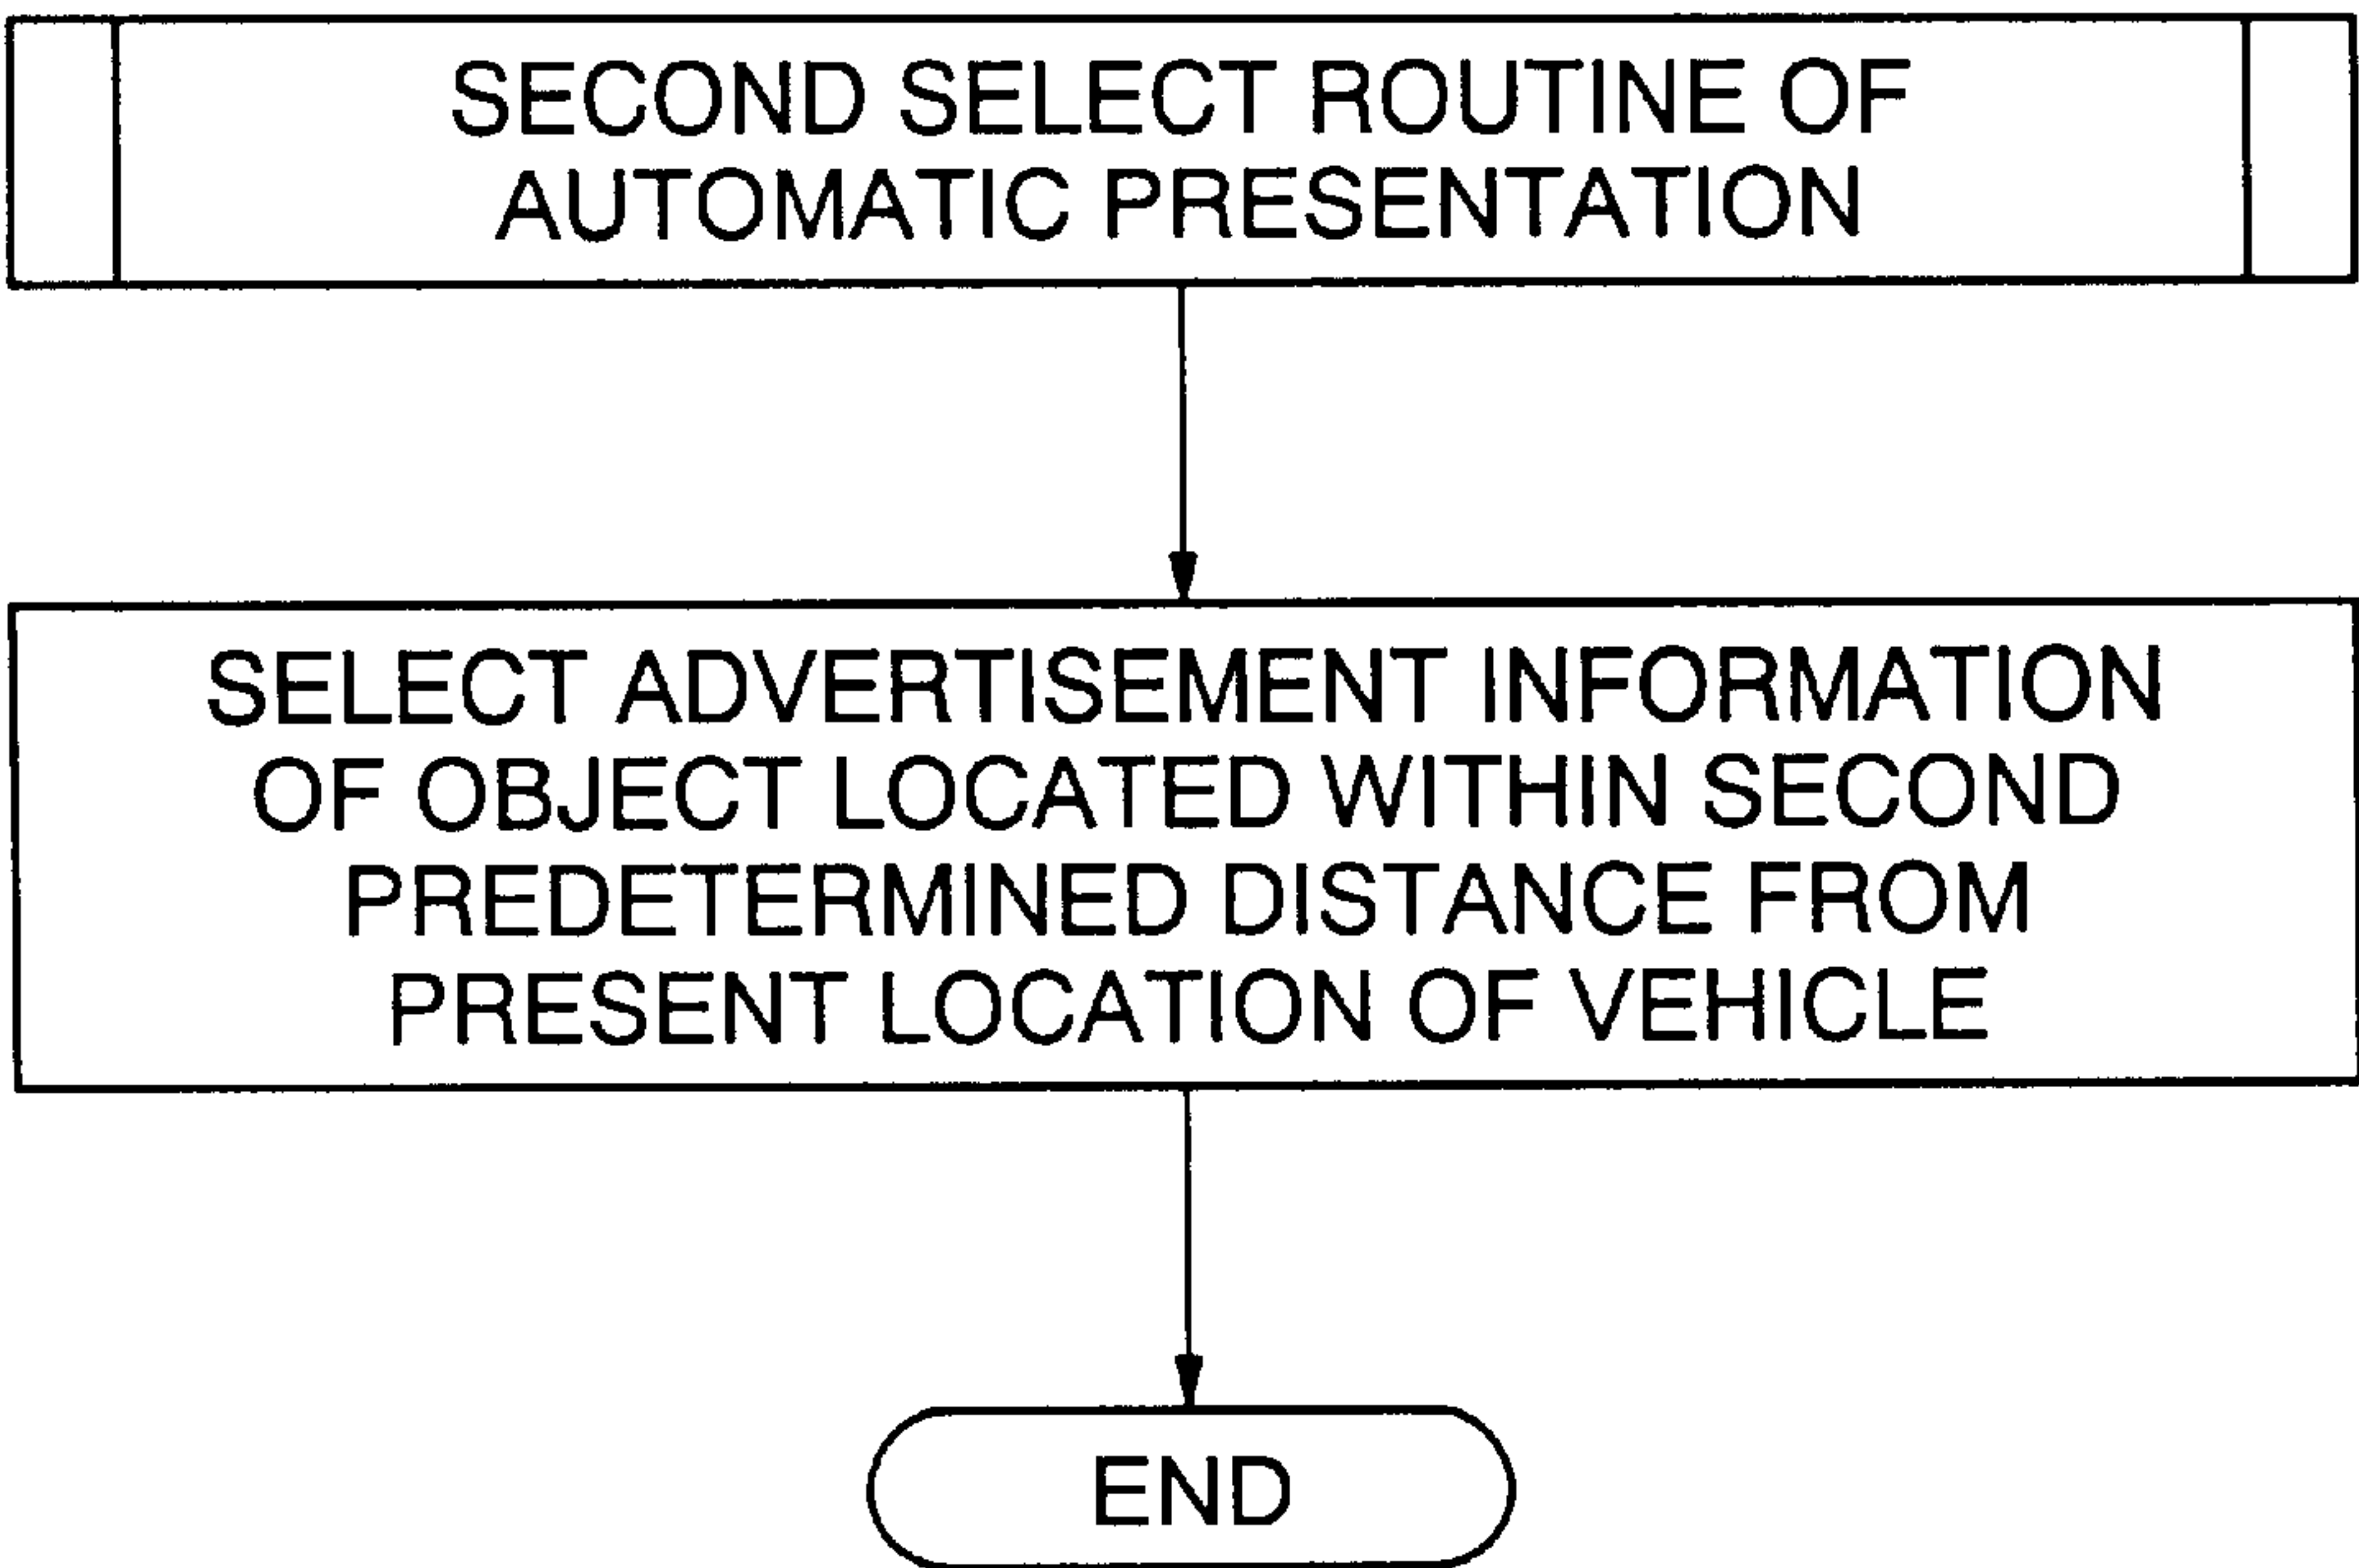 SECOND SELECT ROUTINE OF
AUTOMATIC PRESENTATION
SELECT ADVERTISEMENT INFORMATION
OF OBJECT LOCATED WITHIN SECOND
PREDETERMINED DISTANCE FROM
PRESENT LOCATION OF VEHICLE
END